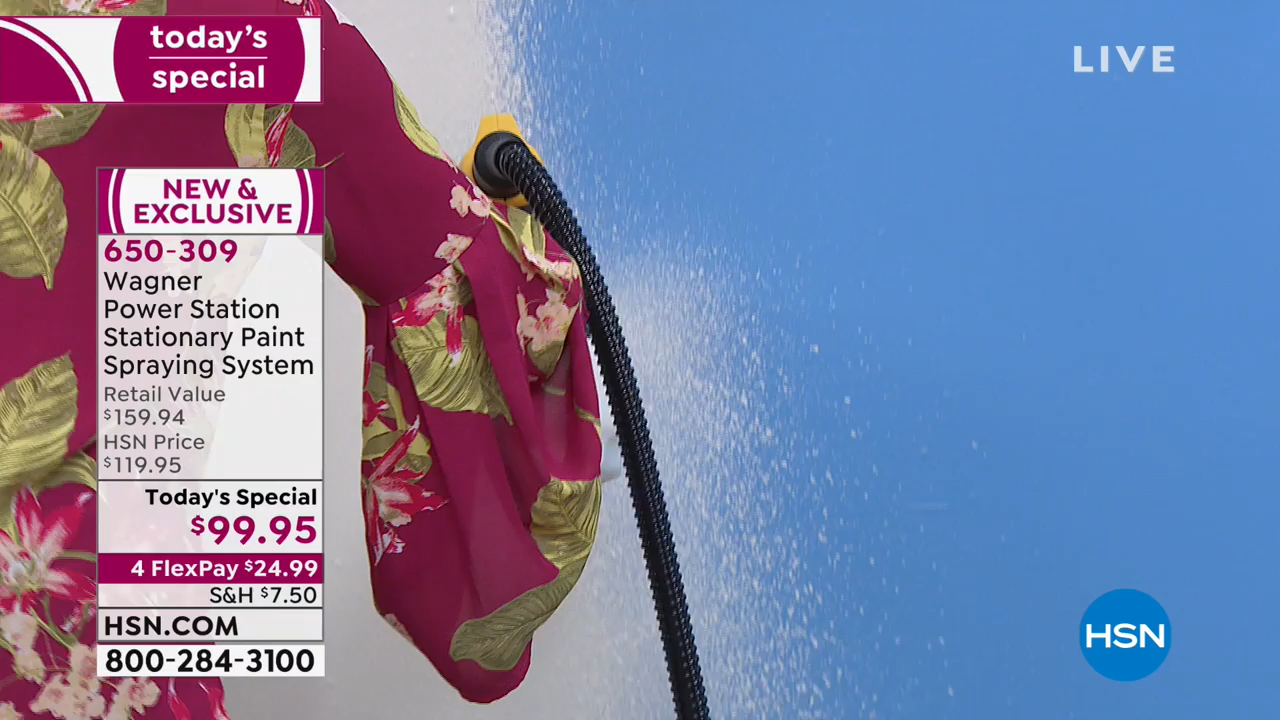 today's
special
LIVE
NEW &
EXCLUSIVE
650-309
Wagner
Power Station
Stationary Paint
Spraying System
Retail Value
$159.94
HSN Price
$119.95
Today's Special
$99.95
4 FlexPay $24.99
S&H $7.50
HSN.COM
800-284-3100
HSN